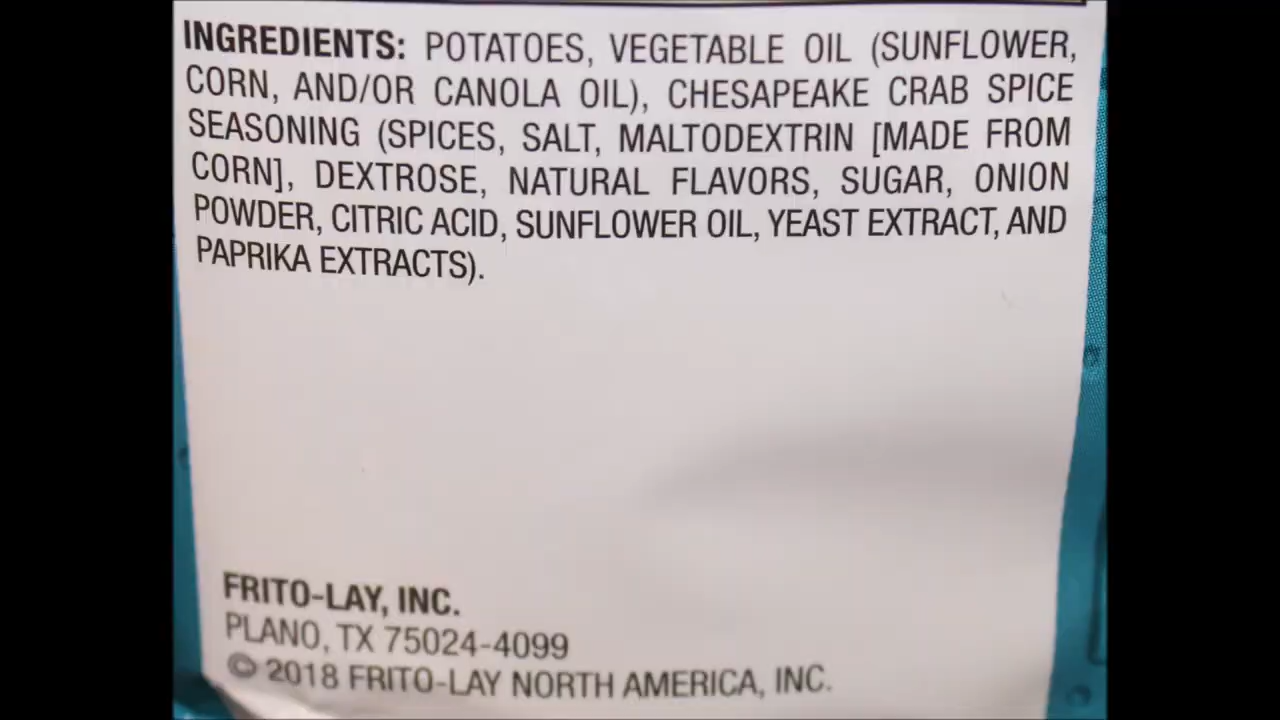 INGREDIENTS: POTATOES, VEGETABLE OIL (SUNFLOWER,
CORN, AND/OR CANOLA OIL), CHESAPEAKE CRAB SPICE
SEASONING (SPICES, SALT, MALTODEXTRIN [MADE FROM
CORN], DEXTROSE, NATURAL FLAVORS, SUGAR, ONION
POWDER, CITRIC ACID, SUNFLOWER OIL, YEAST EXTRACT, AND
PAPRIKA EXTRACTS).
FRITO-LAY, INC.
PLANO, TX 75024-4099
© 2018 FRITO-LAY NORTH AMERICA, INC.